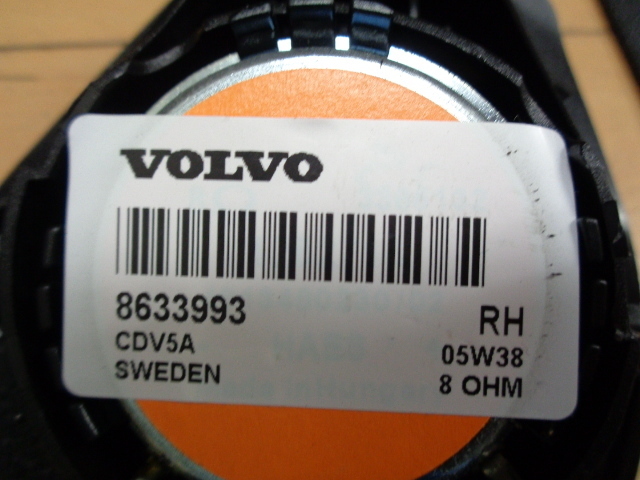 VOLVO
8633993 RH
CDV5A 05W38
SWEDEN 8 OHM